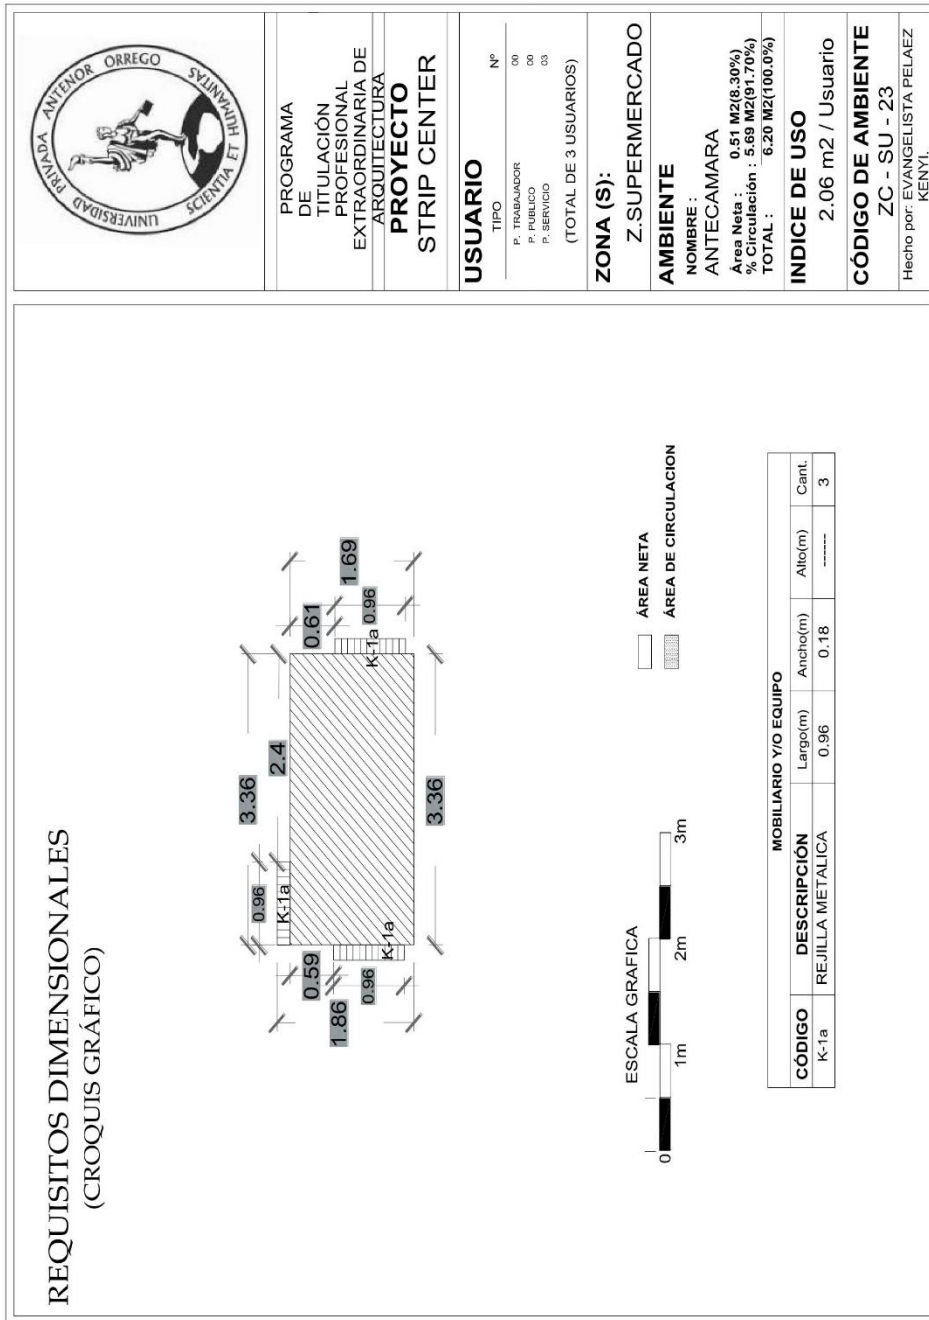 REQUISITOS DIMENSIONALES
(CROQUIS GRÁFICO)
3.36
0.96
2.4
K-1a
0.59
0.96
1.86
K-1a
0.61
1.69
0.96
K-1a
3.36
ESCALA GRAFICA
0 1m 2m 3m
ÁREA NETA
ÁREA DE CIRCULACION
MOBILIARIO Y/O EQUIPO
CÓDIGO DESCRIPCIÓN Largo(m) Ancho(m) Alto(m) Cant.
K-1a REJILLA METALICA 0.96 0.18 ------ 3
UNIVERSIDAD PRIVADA ANTENOR ORREGO
SCIENTIA ET HUMANITAS
PROGRAMA
DE
TITULACIÓN
PROFESIONAL
EXTRAORDINARIA DE
ARQUITECTURA
PROYECTO
STRIP CENTER
USUARIO
TIPO Nº
P. TRABAJADOR 00
P. PUBLICO 00
P. SERVICIO 03
(TOTAL DE 3 USUARIOS)
ZONA (S):
Z.SUPERMERCADO
AMBIENTE
NOMBRE :
ANTECAMARA
Área Neta : 0.51 M2(8.30%)
% Circulación : 5.69 M2(91.70%)
TOTAL : 6.20 M2(100.0%)
INDICE DE USO
2.06 m2 / Usuario
CÓDIGO DE AMBIENTE
ZC - SU - 23
Hecho por: EVANGELISTA PELAEZ
KENYI.